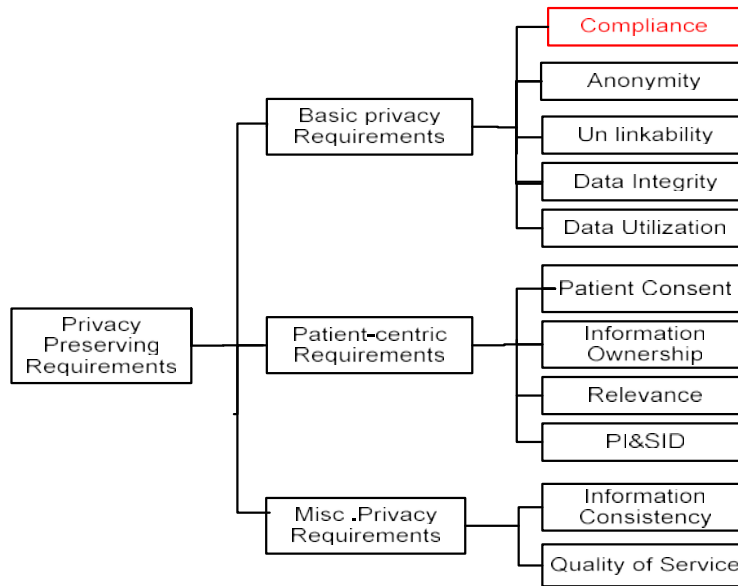 Compliance
Anonymity
Basic privacy
Requirements
Un linkability
Data Integrity
Data Utilization
Patient Consent
Privacy
Preserving
Requirements
Patient-centric
Requirements
Information
Ownership
Relevance
PI&SID
Misc .Privacy
Requirements
Information
Consistency
Quality of Service